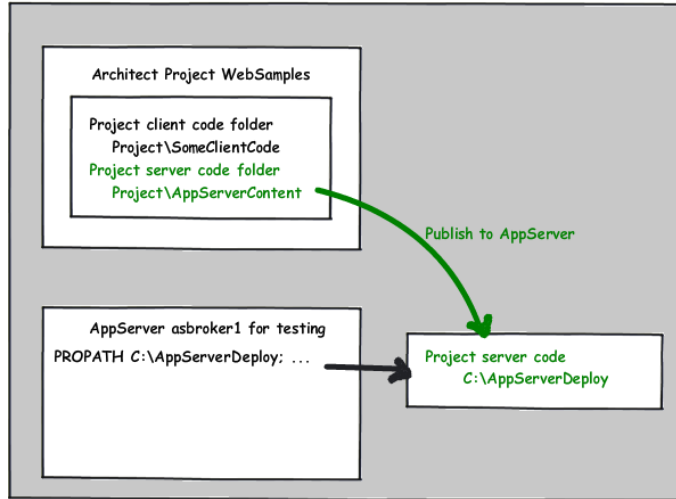 Architect Project WebSamples
Project client code folder
Project\SomeClientCode
Project server code folder
Project\AppServerContent
Publish to AppServer
AppServer asbroker1 for testing
PROPATH C:\AppServerDeploy; ...
Project server code
C:\AppServerDeploy